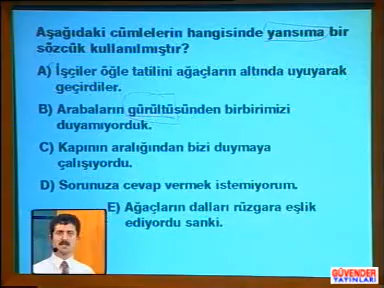 Aşağıdaki cümlelerin hangisinde yansıma bir
sözcük kullanılmıştır?
A) İşçiler öğle tatilini ağaçların altında uyuyarak
geçirdiler.
B) Arabaların gürültüsünden birbirimizi
duyamıyorduk.
C) Kapının aralığından bizi duymaya
çalışıyordu.
D) Sorunuza cevap vermek istemiyorum.
E) Ağaçların dalları rüzgara eşlik
ediyordu sanki.
GÜVENDER
YAYINLARI